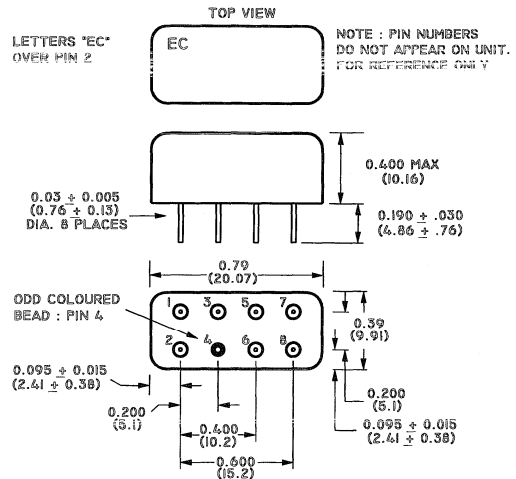 TOP VIEW
LETTERS "EC"
OVER PIN 2
EC
NOTE : PIN NUMBERS
DO NOT APPEAR ON UNIT.
FOR REFERENCE ONLY
0.400 MAX
(10.16)
0.03 ± 0.005
(0.76 ± 0.13)
DIA. 8 PLACES
0.190 ± .030
(4.86 ± .76)
0.79
(20.07)
ODD COLOURED
BEAD : PIN 4
1 3 5 7
2 4 6 8
0.39
(9.91)
0.095 ± 0.015
(2.41 ± 0.38)
0.200
(5.1)
0.200
(5.1)
0.400
(10.2)
0.095 ± 0.015
(2.41 ± 0.38)
0.600
(15.2)